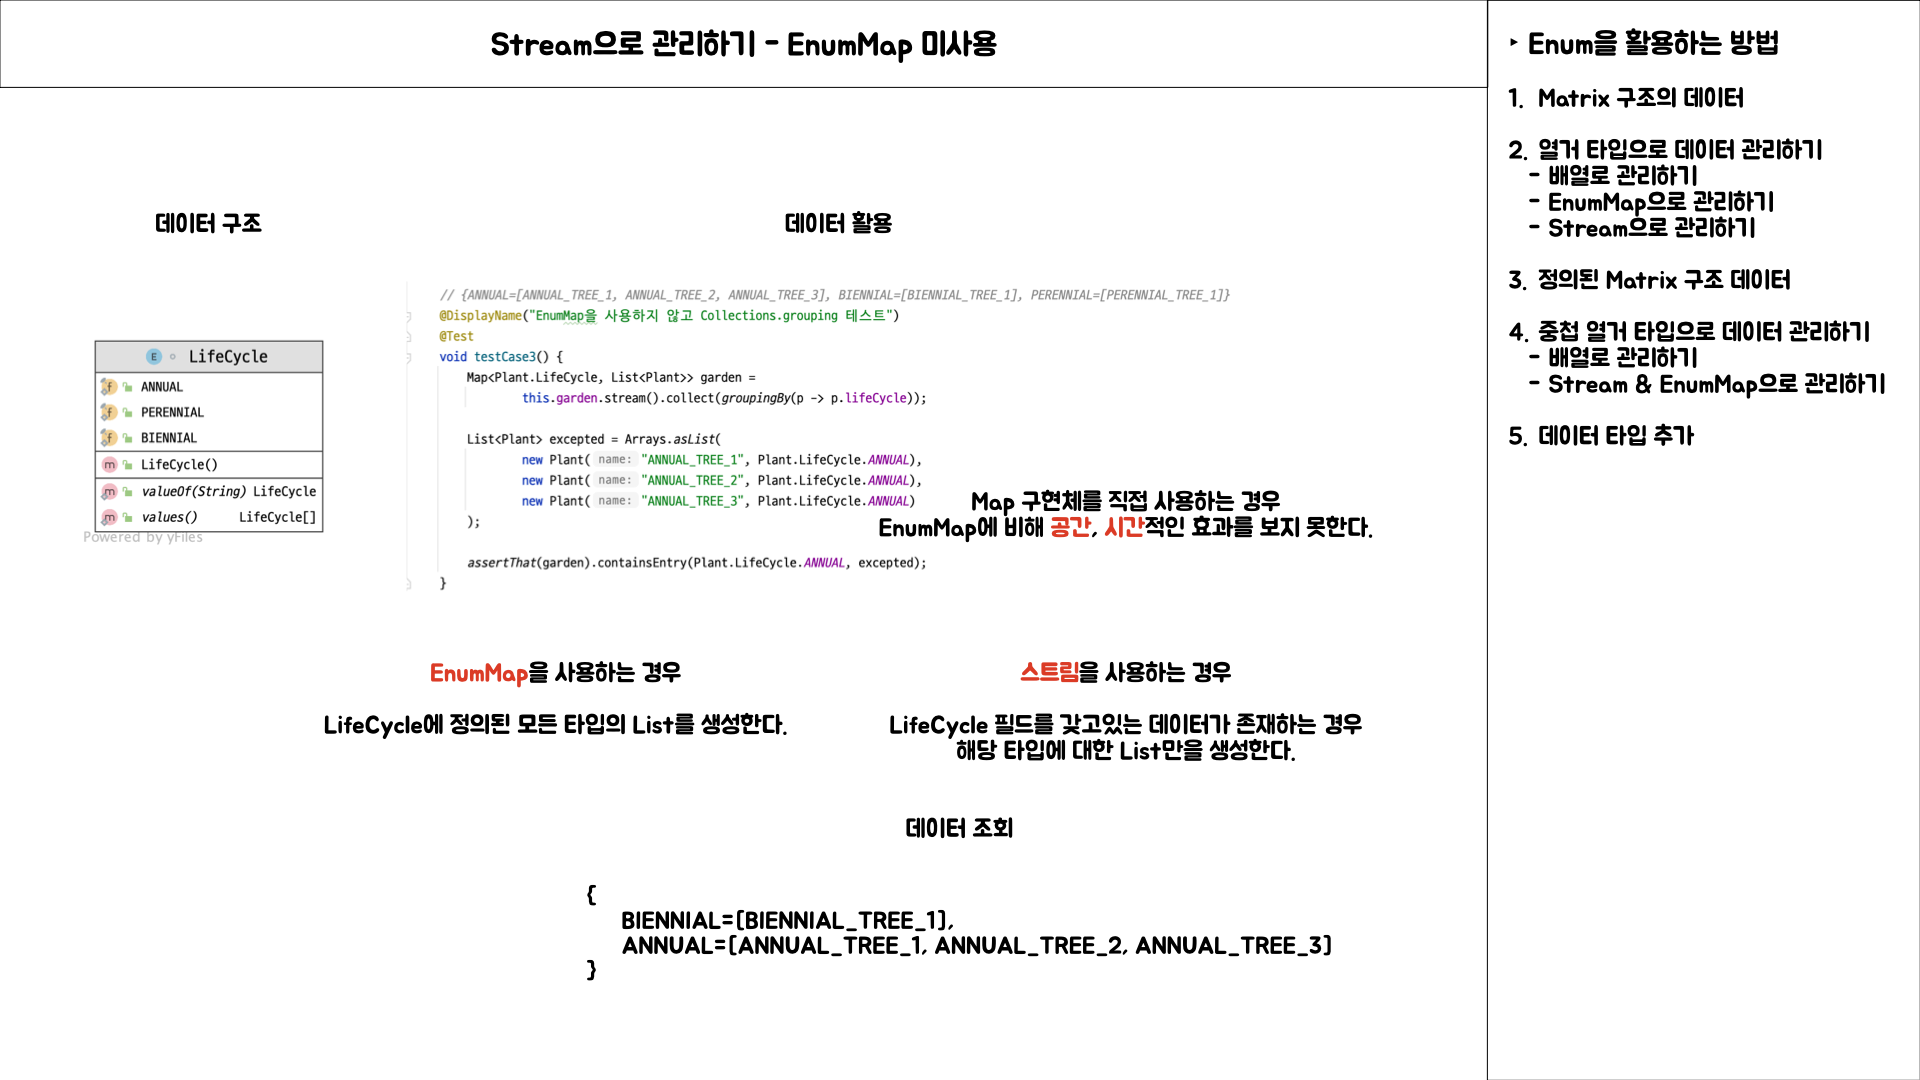 Stream으로 관리하기 - EnumMap 미사용
데이터 구조
LifeCycle
ANNUAL
PERENNIAL
BIENNIAL
LifeCycle()
valueOf(String) LifeCycle
values() LifeCycle[]
Powered by yFiles
데이터 활용
// {ANNUAL=[ANNUAL_TREE_1, ANNUAL_TREE_2, ANNUAL_TREE_3], BIENNIAL=[BIENNIAL_TREE_1], PERENNIAL=[PERENNIAL_TREE_1]}
@DisplayName("EnumMap을 사용하지 않고 Collections.grouping 테스트")
@Test
void testCase3() {
Map<Plant.LifeCycle, List<Plant>> garden =
this.garden.stream().collect(groupingBy(p -> p.lifeCycle));
List<Plant> excepted = Arrays.asList(
new Plant( name: "ANNUAL_TREE_1", Plant.LifeCycle.ANNUAL),
new Plant( name: "ANNUAL_TREE_2", Plant.LifeCycle.ANNUAL),
new Plant( name: "ANNUAL_TREE_3", Plant.LifeCycle.ANNUAL)
);
assertThat(garden).containsEntry(Plant.LifeCycle.ANNUAL, excepted);
}
Map 구현체를 직접 사용하는 경우
EnumMap에 비해 공간, 시간적인 효과를 보지 못한다.
EnumMap을 사용하는 경우
LifeCycle에 정의된 모든 타입의 List를 생성한다.
스트림을 사용하는 경우
LifeCycle 필드를 갖고있는 데이터가 존재하는 경우
해당 타입에 대한 List만을 생성한다.
데이터 조회
{
BIENNIAL=[BIENNIAL_TREE_1],
ANNUAL=[ANNUAL_TREE_1, ANNUAL_TREE_2, ANNUAL_TREE_3]
}
‣ Enum을 활용하는 방법
1. Matrix 구조의 데이터
2. 열거 타입으로 데이터 관리하기
- 배열로 관리하기
- EnumMap으로 관리하기
- Stream으로 관리하기
3. 정의된 Matrix 구조 데이터
4. 중첩 열거 타입으로 데이터 관리하기
- 배열로 관리하기
- Stream & EnumMap으로 관리하기
5. 데이터 타입 추가